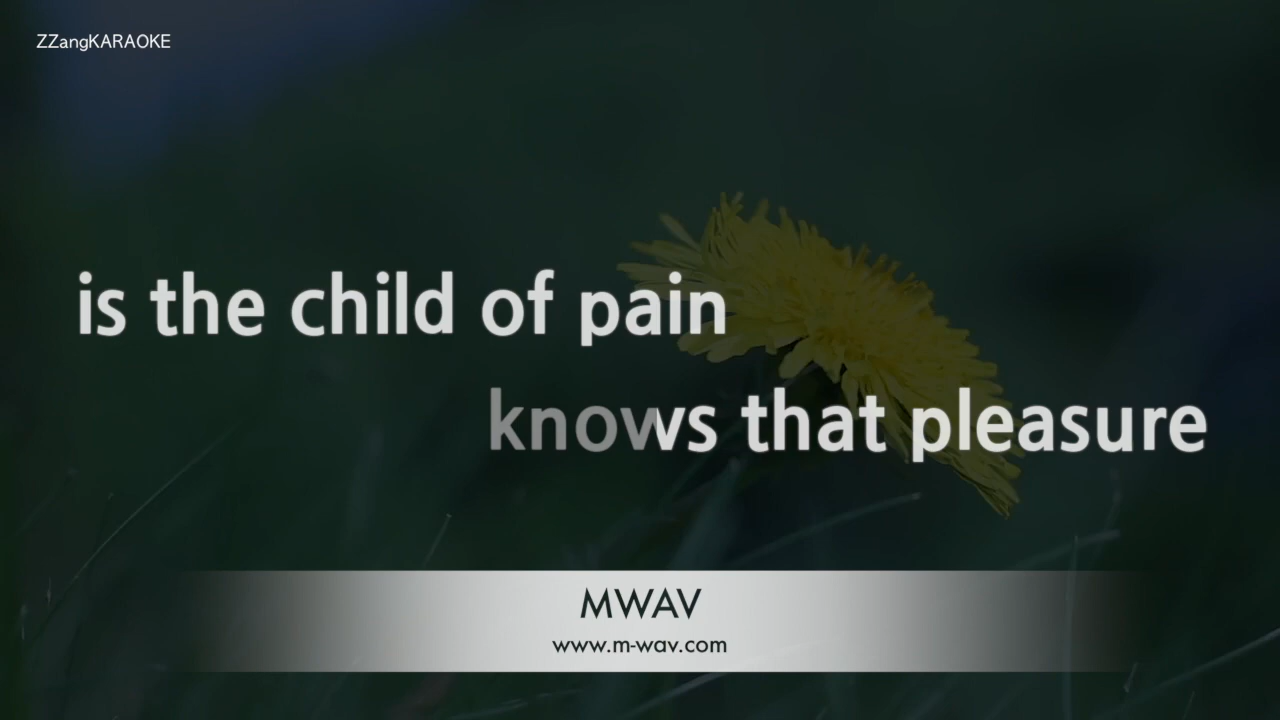 ZZangKARAOKE
is the child of pain
knows that pleasure
MWAV
www.m-wav.com